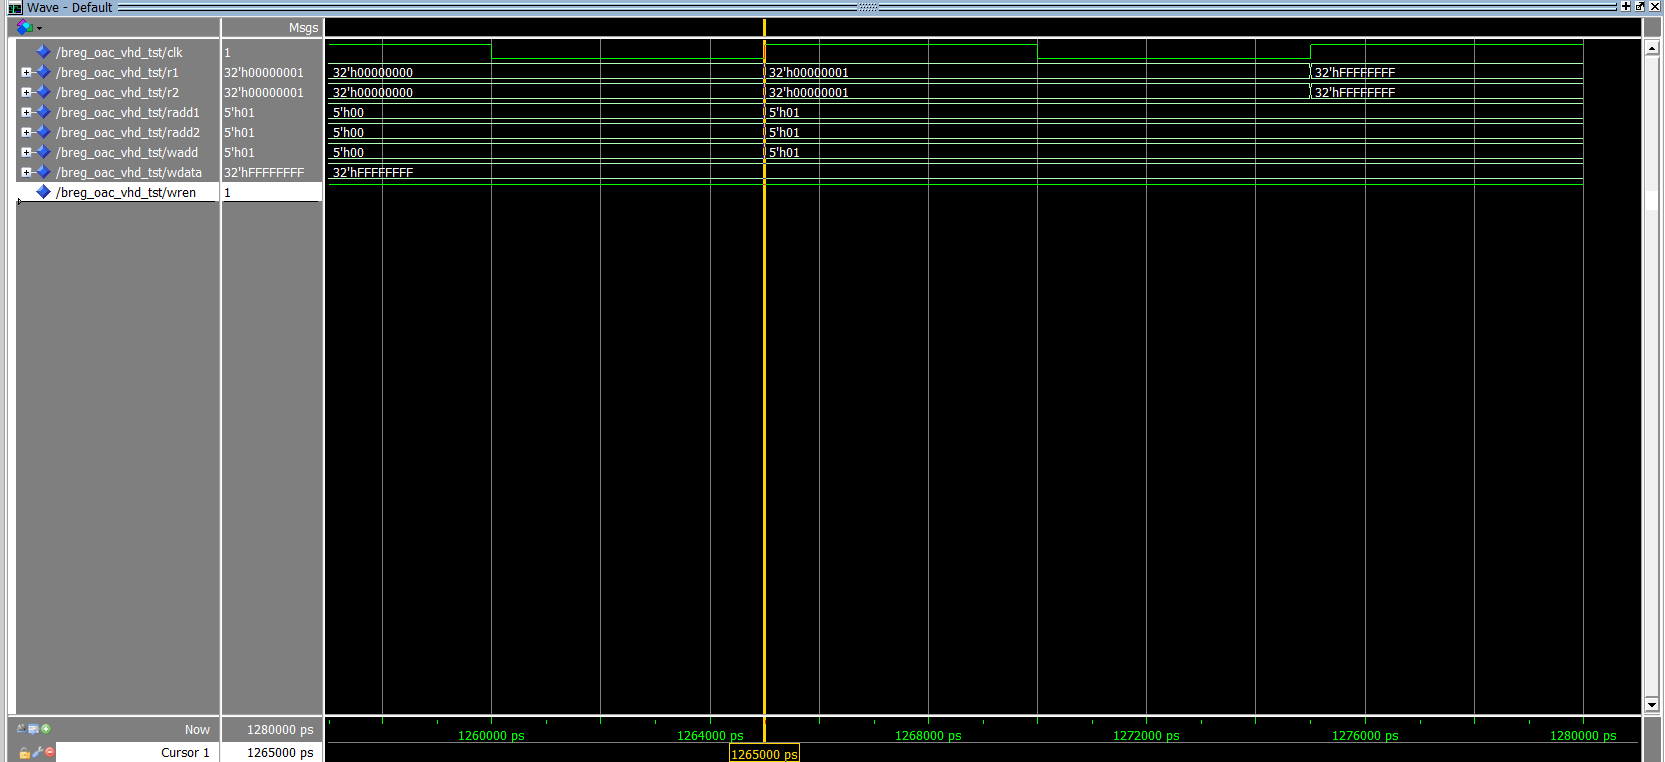 Wave - Default
Msgs
/breg_oac_vhd_tst/clk 1
/breg_oac_vhd_tst/r1 32'h00000001 32'h00000000 32'h00000001 32'hFFFFFFFF
/breg_oac_vhd_tst/r2 32'h00000001 32'h00000000 32'h00000001 32'hFFFFFFFF
/breg_oac_vhd_tst/radd1 5'h01 5'h00 5'h01
/breg_oac_vhd_tst/radd2 5'h01 5'h00 5'h01
/breg_oac_vhd_tst/wadd 5'h01 5'h00 5'h01
/breg_oac_vhd_tst/wdata 32'hFFFFFFFF 32'hFFFFFFFF
/breg_oac_vhd_tst/wren 1
Now 1280000 ps 1260000 ps 1264000 ps 1268000 ps 1272000 ps 1276000 ps 1280000 ps
Cursor 1 1265000 ps 1265000 ps